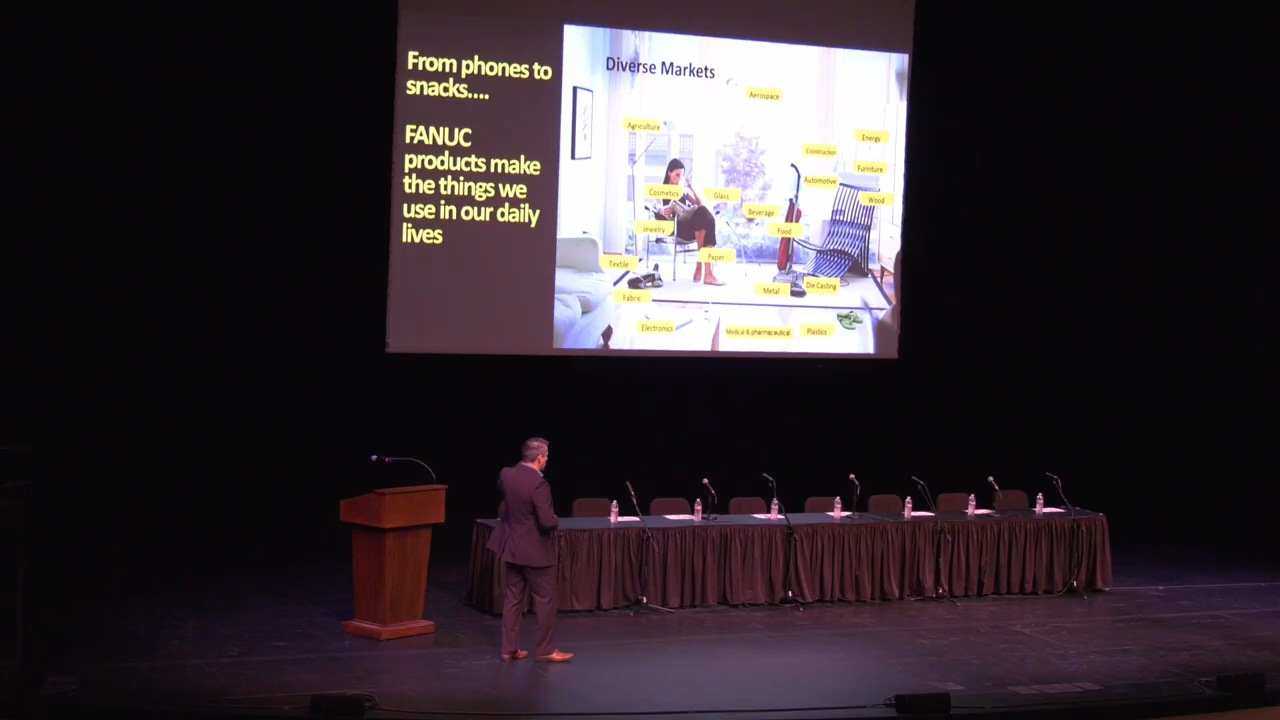 From phones to
snacks....
FANUC
products make
the things we
use in our daily
lives
Diverse Markets
Aerospace
Agriculture
Energy
Construction
Furniture
Automotive
Cosmetics
Glass
Wood
Beverage
Jewelry
Food
Paper
Textile
Metal
Die Casting
Fabric
Electronics
Medical & pharmaceutical
Plastics